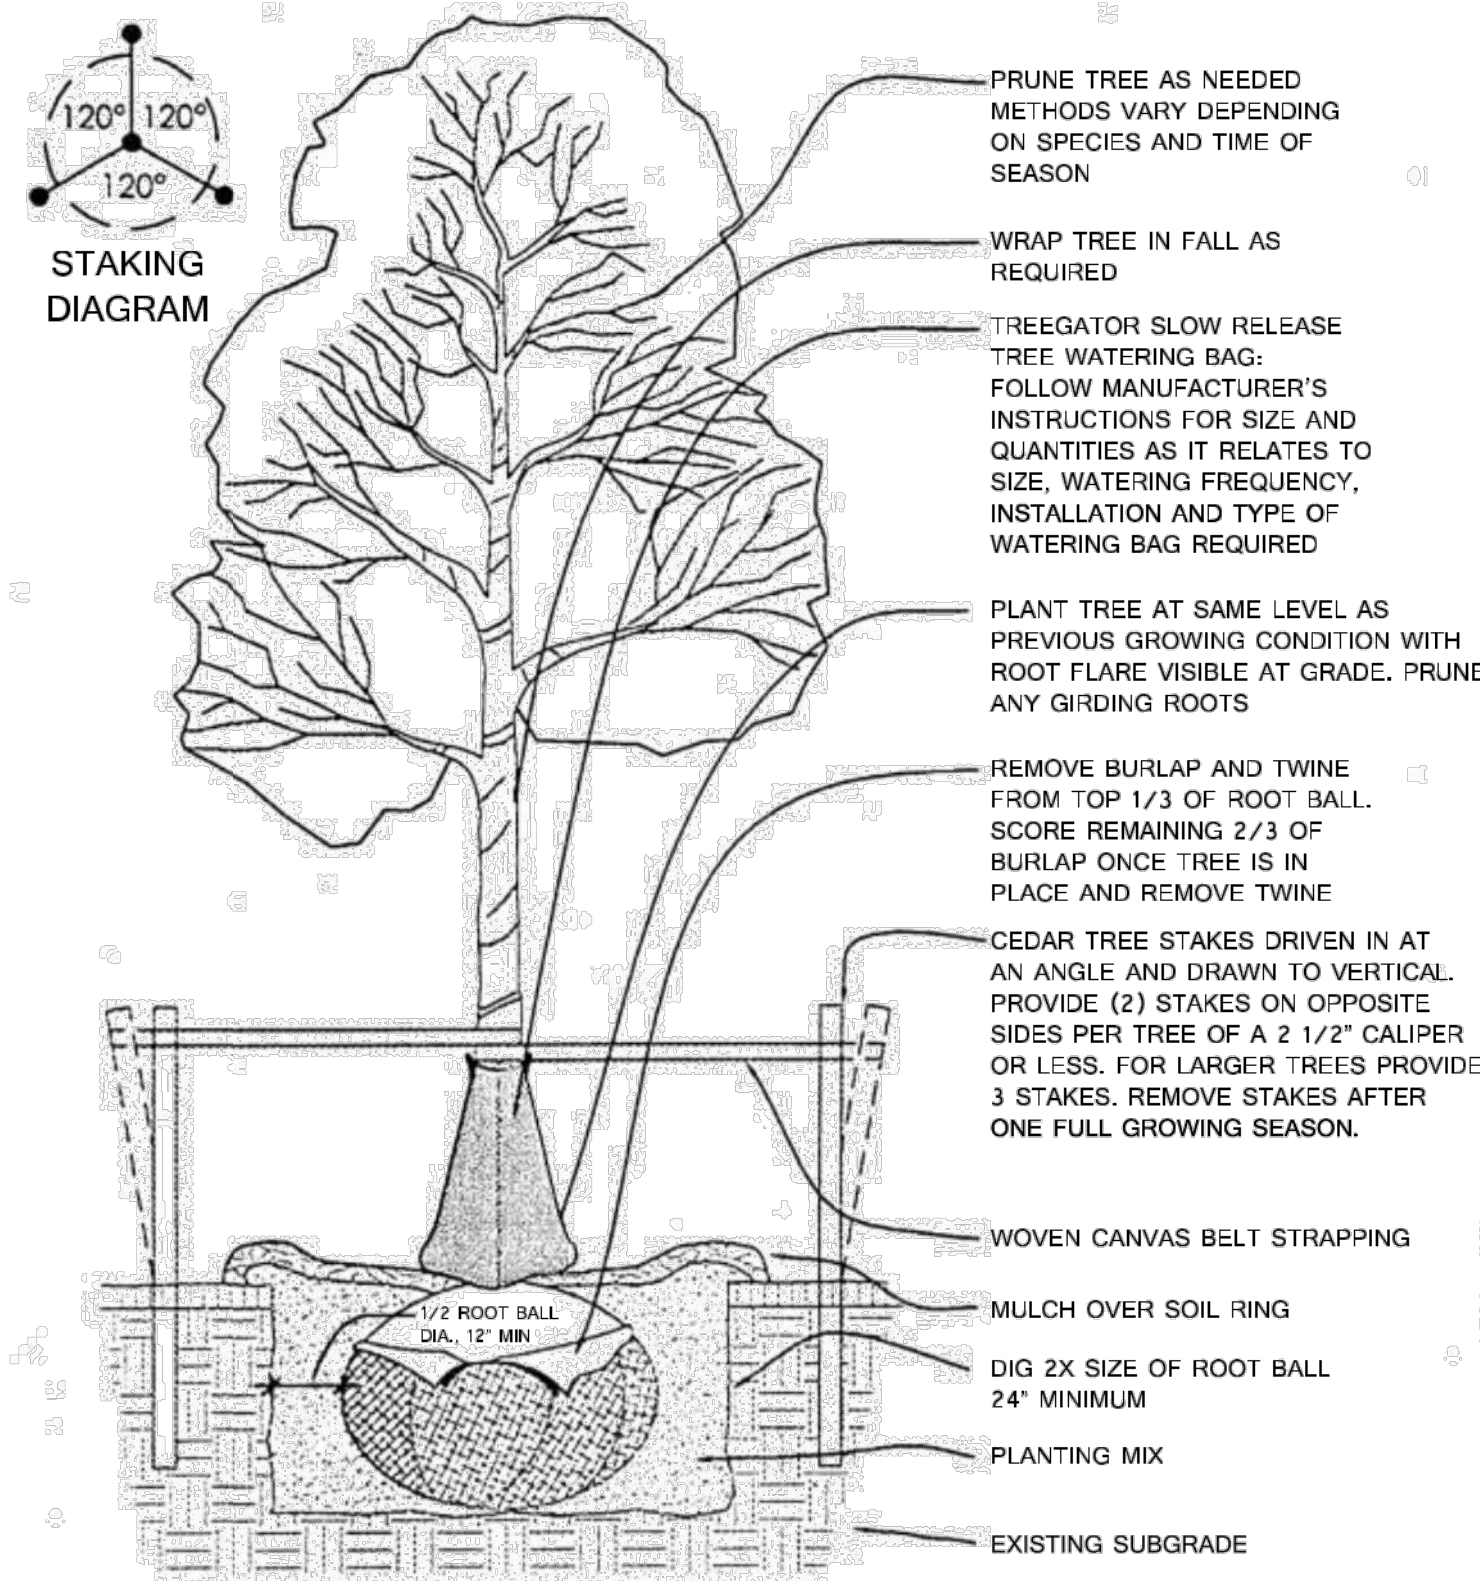 120° 120°
120°
STAKING
DIAGRAM
PRUNE TREE AS NEEDED
METHODS VARY DEPENDING
ON SPECIES AND TIME OF
SEASON
WRAP TREE IN FALL AS
REQUIRED
TREEGATOR SLOW RELEASE
TREE WATERING BAG:
FOLLOW MANUFACTURER'S
INSTRUCTIONS FOR SIZE AND
QUANTITIES AS IT RELATES TO
SIZE, WATERING FREQUENCY,
INSTALLATION AND TYPE OF
WATERING BAG REQUIRED
PLANT TREE AT SAME LEVEL AS
PREVIOUS GROWING CONDITION WITH
ROOT FLARE VISIBLE AT GRADE. PRUNE
ANY GIRDING ROOTS
REMOVE BURLAP AND TWINE
FROM TOP 1/3 OF ROOT BALL.
SCORE REMAINING 2/3 OF
BURLAP ONCE TREE IS IN
PLACE AND REMOVE TWINE
CEDAR TREE STAKES DRIVEN IN AT
AN ANGLE AND DRAWN TO VERTICAL.
PROVIDE (2) STAKES ON OPPOSITE
SIDES PER TREE OF A 2 1/2" CALIPER
OR LESS. FOR LARGER TREES PROVIDE
3 STAKES. REMOVE STAKES AFTER
ONE FULL GROWING SEASON.
WOVEN CANVAS BELT STRAPPING
MULCH OVER SOIL RING
1/2 ROOT BALL
DIA., 12" MIN
DIG 2X SIZE OF ROOT BALL
24" MINIMUM
PLANTING MIX
EXISTING SUBGRADE